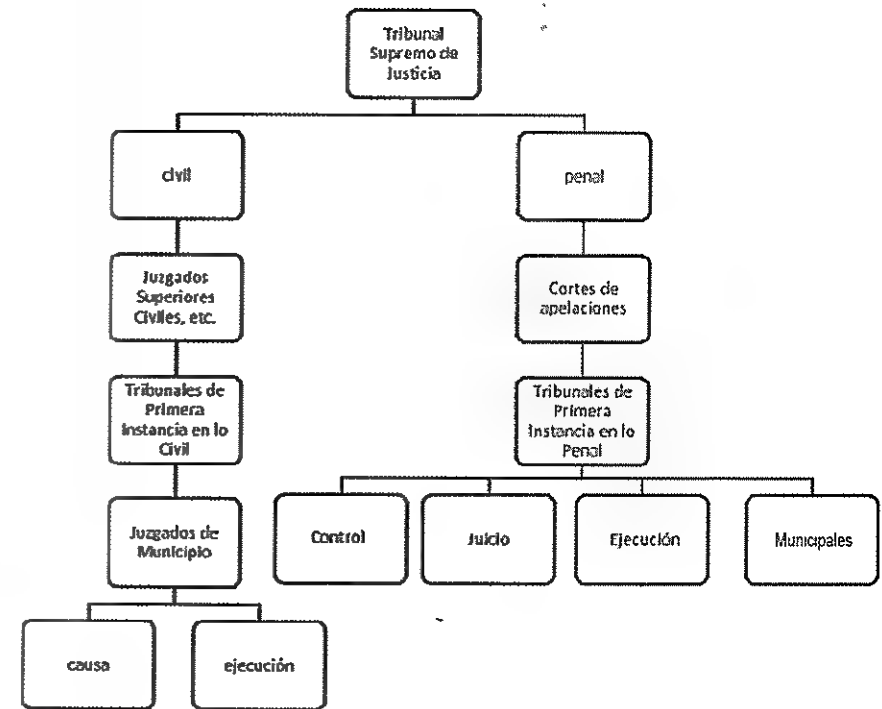 Tribunal
Supremo de
Justicia
civil
penal
Juzgados
Superiores
Civiles, etc.
Cortes de
apelaciones
Tribunales de
Primera
Instancia en lo
Civil
Tribunales de
Primera
Instancia en lo
Penal
Juzgados de
Municipio
Control
Juicio
Ejecución
Municipales
causa
ejecución